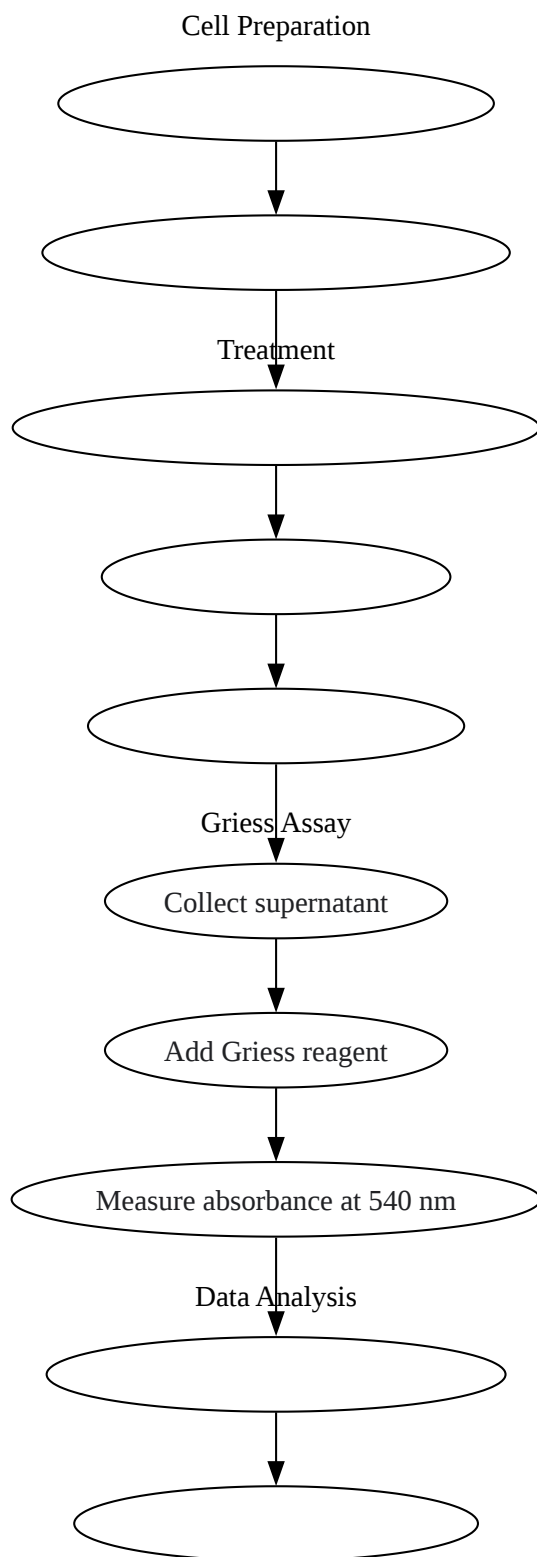 Cell Preparation
Treatment
Griess Assay
Collect supernatant
Add Griess reagent
Measure absorbance at 540 nm
Data Analysis